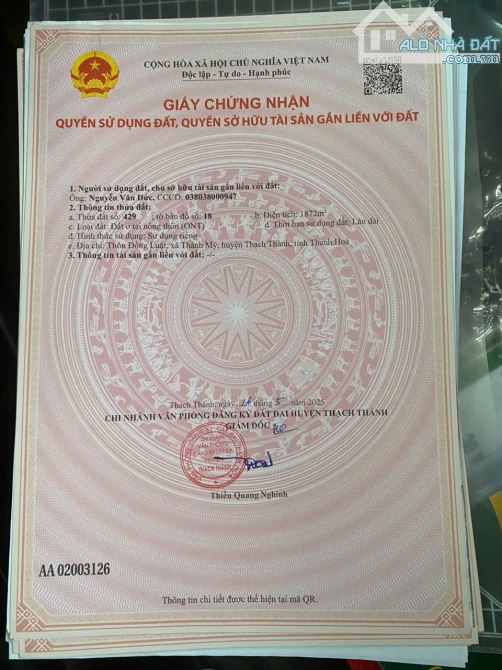 ALO NHÀ ĐẤT
.com.vn
CỘNG HÒA XÃ HỘI CHỦ NGHĨA VIỆT NAM
Độc lập - Tự do - Hạnh phúc
GIẤY CHỨNG NHẬN
QUYỀN SỬ DỤNG ĐẤT, QUYỀN SỞ HỮU TÀI SẢN GẮN LIỀN VỚI ĐẤT
1. Người sử dụng đất, chủ sở hữu tài sản gắn liền với đất:
Ông: Nguyễn Văn Đức, CCCD: 038038000947
2. Thông tin thửa đất:
a. Thửa đất số: 429 , tờ bản đồ số: 18 b. Diện tích: 1872m²
c. Loại đất: Đất ở tại nông thôn (ONT) d. Thời hạn sử dụng đất: Lâu dài
đ. Hình thức sử dụng: Sử dụng riêng
e. Địa chỉ: Thôn Đồng Luật, xã Thành Mỹ, huyện Thạch Thành, tỉnh Thanh Hoá
3. Thông tin tài sản gắn liền với đất: -/-
Thạch Thành, ngày tháng 5 năm 2025
CHI NHÁNH VĂN PHÒNG ĐĂNG KÝ ĐẤT ĐAI HUYỆN THẠCH THÀNH
GIÁM ĐỐC
Thiều Quang Nghinh
AA 02003126
Thông tin chi tiết được thể hiện tại mã QR.